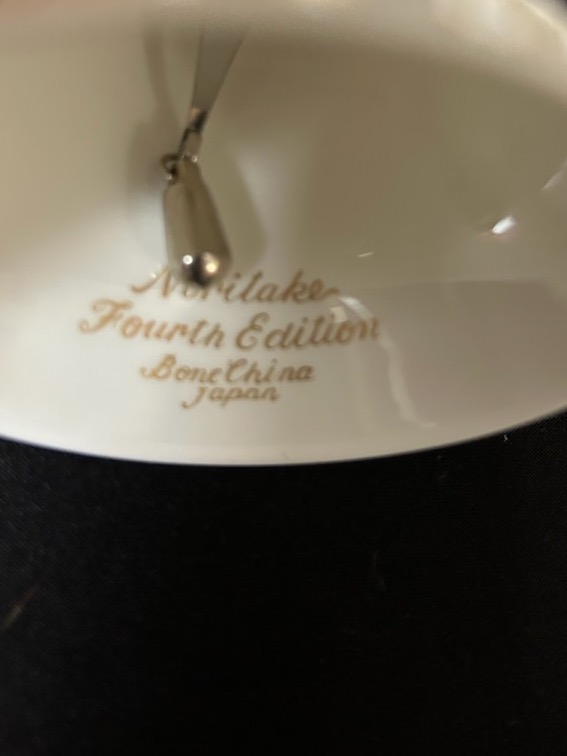 Noritake
Fourth Edition
Bone China
Japan